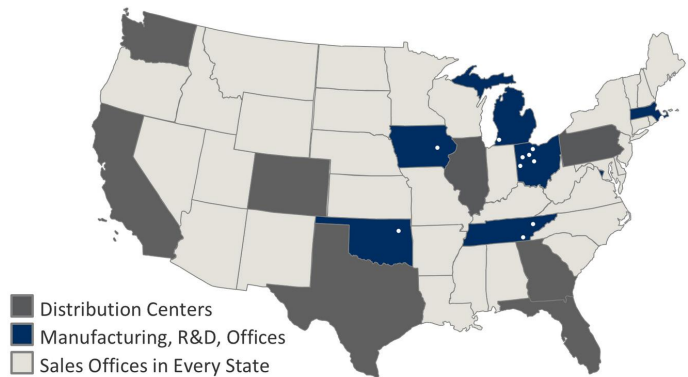 Distribution Centers
Manufacturing, R&D, Offices
Sales Offices in Every State